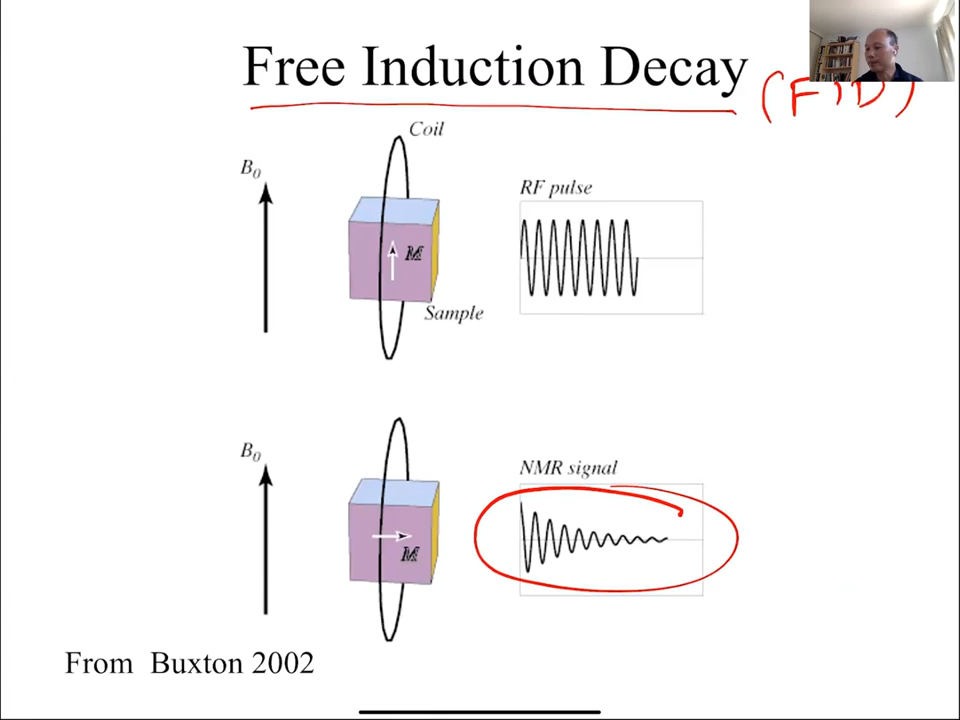 Free Induction Decay
(FID)
Coil
B0
RF pulse
M
Sample
B0
NMR signal
M
From Buxton 2002